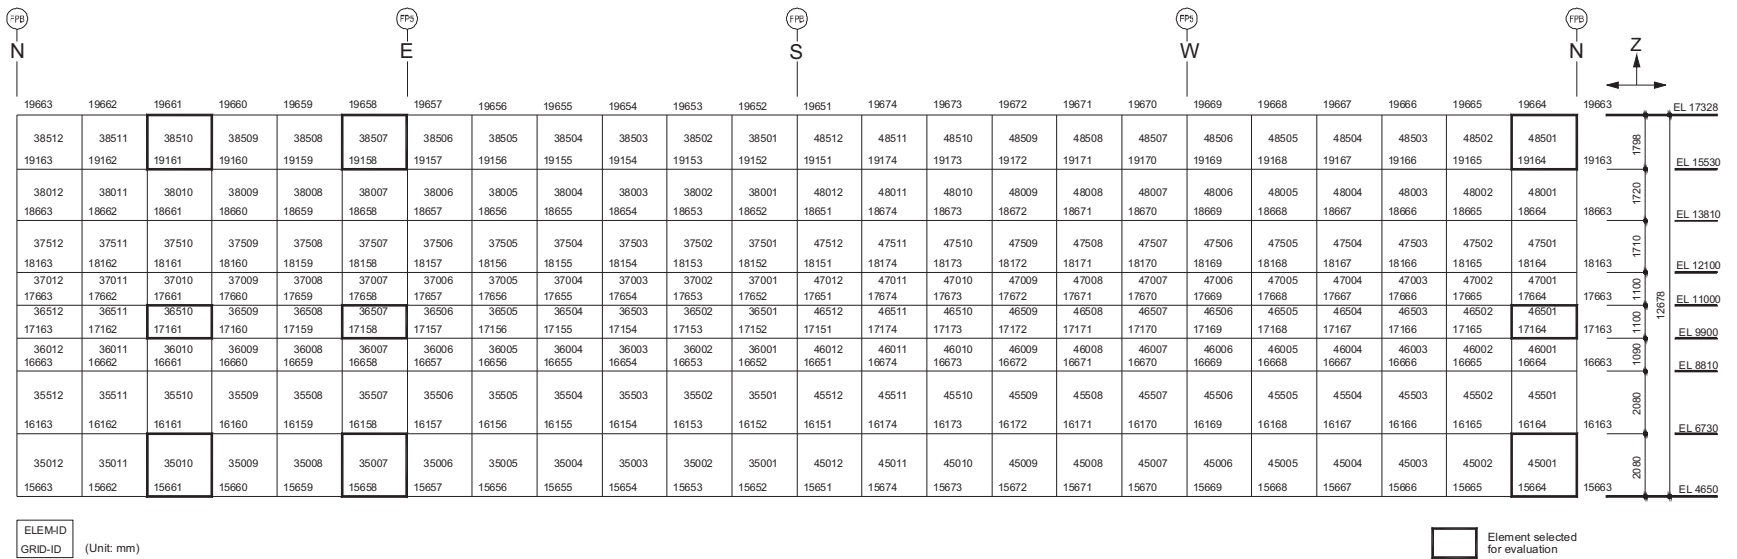 FPB FPS FPB FPS FPB
N E S W N Z
19663 19662 19661 19660 19659 19658 19657 19656 19655 19654 19653 19652 19651 19674 19673 19672 19671 19670 19669 19668 19667 19666 19665 19664 19663 EL 17328
38512 38511 38510 38509 38508 38507 38506 38505 38504 38503 38502 38501 48512 48511 48510 48509 48508 48507 48506 48505 48504 48503 48502 48501 1798
19163 19162 19161 19160 19159 19158 19157 19156 19155 19154 19153 19152 19151 19174 19173 19172 19171 19170 19169 19168 19167 19166 19165 19164 19163 EL 15530
38012 38011 38010 38009 38008 38007 38006 38005 38004 38003 38002 38001 48012 48011 48010 48009 48008 48007 48006 48005 48004 48003 48002 48001 1720
18663 18662 18661 18660 18659 18658 18657 18656 18655 18654 18653 18652 18651 18674 18673 18672 18671 18670 18669 18668 18667 18666 18665 18664 18663 EL 13810
37512 37511 37510 37509 37508 37507 37506 37505 37504 37503 37502 37501 47512 47511 47510 47509 47508 47507 47506 47505 47504 47503 47502 47501 1710
18163 18162 18161 18160 18159 18158 18157 18156 18155 18154 18153 18152 18151 18174 18173 18172 18171 18170 18169 18168 18167 18166 18165 18164 18163 EL 12100
37012 37011 37010 37009 37008 37007 37006 37005 37004 37003 37002 37001 47012 47011 47010 47009 47008 47007 47006 47005 47004 47003 47002 47001 1100
17663 17662 17661 17660 17659 17658 17657 17656 17655 17654 17653 17652 17651 17674 17673 17672 17671 17670 17669 17668 17667 17666 17665 17664 17663 EL 11000
12678
36512 36511 36510 36509 36508 36507 36506 36505 36504 36503 36502 36501 46512 46511 46510 46509 46508 46507 46506 46505 46504 46503 46502 46501 1100
17163 17162 17161 17160 17159 17158 17157 17156 17155 17154 17153 17152 17151 17174 17173 17172 17171 17170 17169 17168 17167 17166 17165 17164 17163 EL 9900
36012 36011 36010 36009 36008 36007 36006 36005 36004 36003 36002 36001 46012 46011 46010 46009 46008 46007 46006 46005 46004 46003 46002 46001 1090
16663 16662 16661 16660 16659 16658 16657 16656 16655 16654 16653 16652 16651 16674 16673 16672 16671 16670 16669 16668 16667 16666 16665 16664 16663 EL 8810
35512 35511 35510 35509 35508 35507 35506 35505 35504 35503 35502 35501 45512 45511 45510 45509 45508 45507 45506 45505 45504 45503 45502 45501 2080
16163 16162 16161 16160 16159 16158 16157 16156 16155 16154 16153 16152 16151 16174 16173 16172 16171 16170 16169 16168 16167 16166 16165 16164 16163 EL 6730
35012 35011 35010 35009 35008 35007 35006 35005 35004 35003 35002 35001 45012 45011 45010 45009 45008 45007 45006 45005 45004 45003 45002 45001 2080
15663 15662 15661 15660 15659 15658 15657 15656 15655 15654 15653 15652 15651 15674 15673 15672 15671 15670 15669 15668 15667 15666 15665 15664 15663 EL 4650
ELEM-ID
GRID-ID (Unit: mm)
Element selected
for evaluation